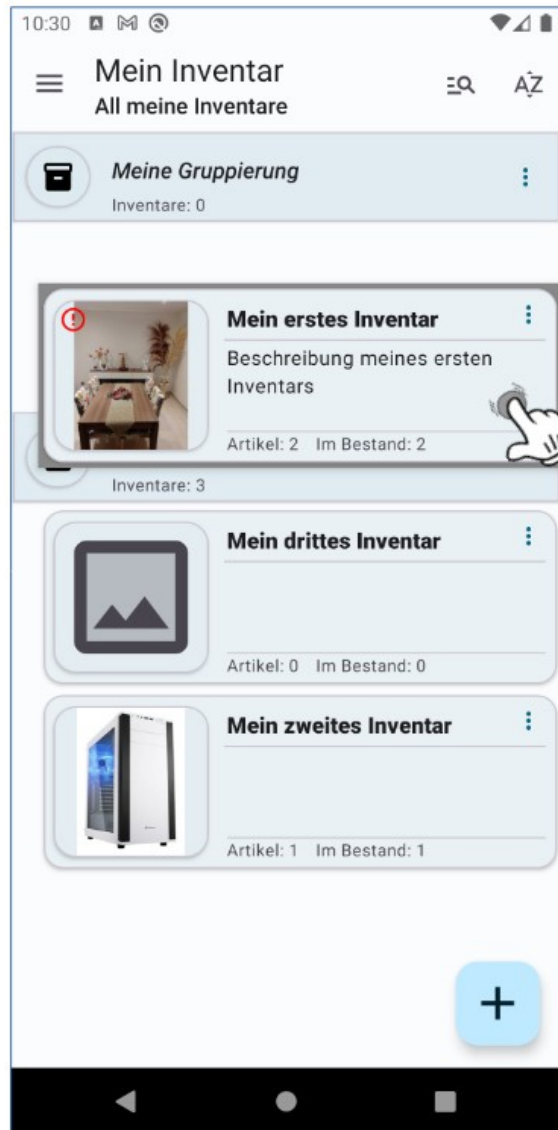 10:30
Mein Inventar
All meine Inventare
AZ
Meine Gruppierung
Inventare: 0
Mein erstes Inventar
Beschreibung meines ersten
Inventars
Artikel: 2 Im Bestand: 2
Inventare: 3
Mein drittes Inventar
Artikel: 0 Im Bestand: 0
Mein zweites Inventar
Artikel: 1 Im Bestand: 1